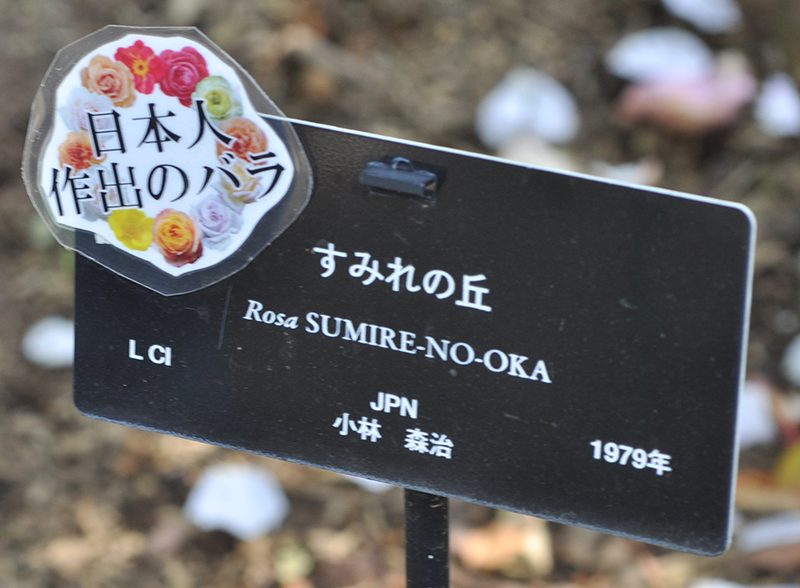 日本人
作出のバラ
すみれの丘
Rosa SUMIRE-NO-OKA
L CI
JPN
小林 森治
1979年